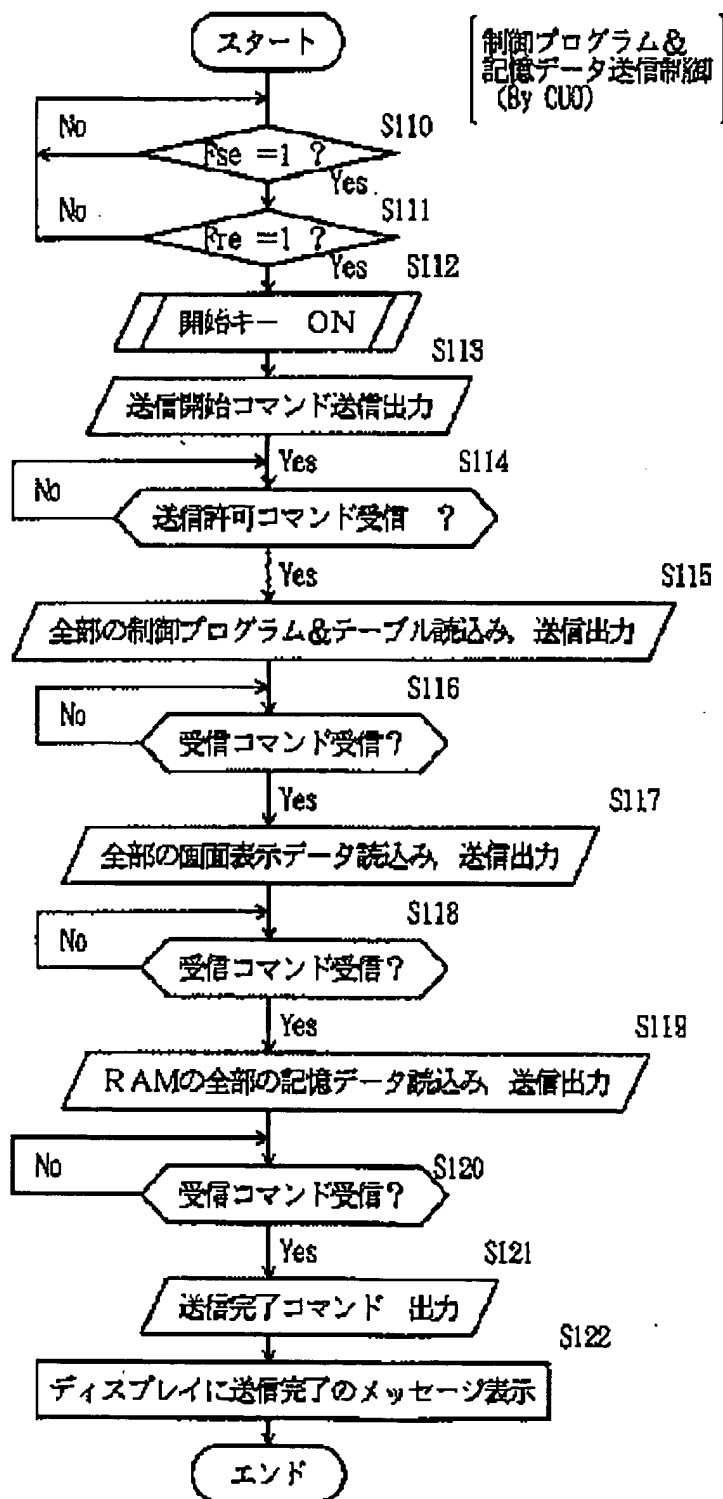 スタート
制御プログラム&
記憶データ送信制御
(By CU0)
No
S110
Fse =1 ?
Yes
No
S111
Fre =1 ?
Yes
S112
開始キー ON
S113
送信開始コマンド送信出力
Yes
S114
No
送信許可コマンド受信 ?
Yes
S115
全部の制御プログラム&テーブル読込み, 送信出力
S116
No
受信コマンド受信?
Yes
S117
全部の画面表示データ読込み, 送信出力
S118
No
受信コマンド受信?
Yes
S119
RAMの全部の記憶データ読込み, 送信出力
No
S120
受信コマンド受信?
Yes
S121
送信完了コマンド 出力
S122
ディスプレイに送信完了のメッセージ表示
エンド